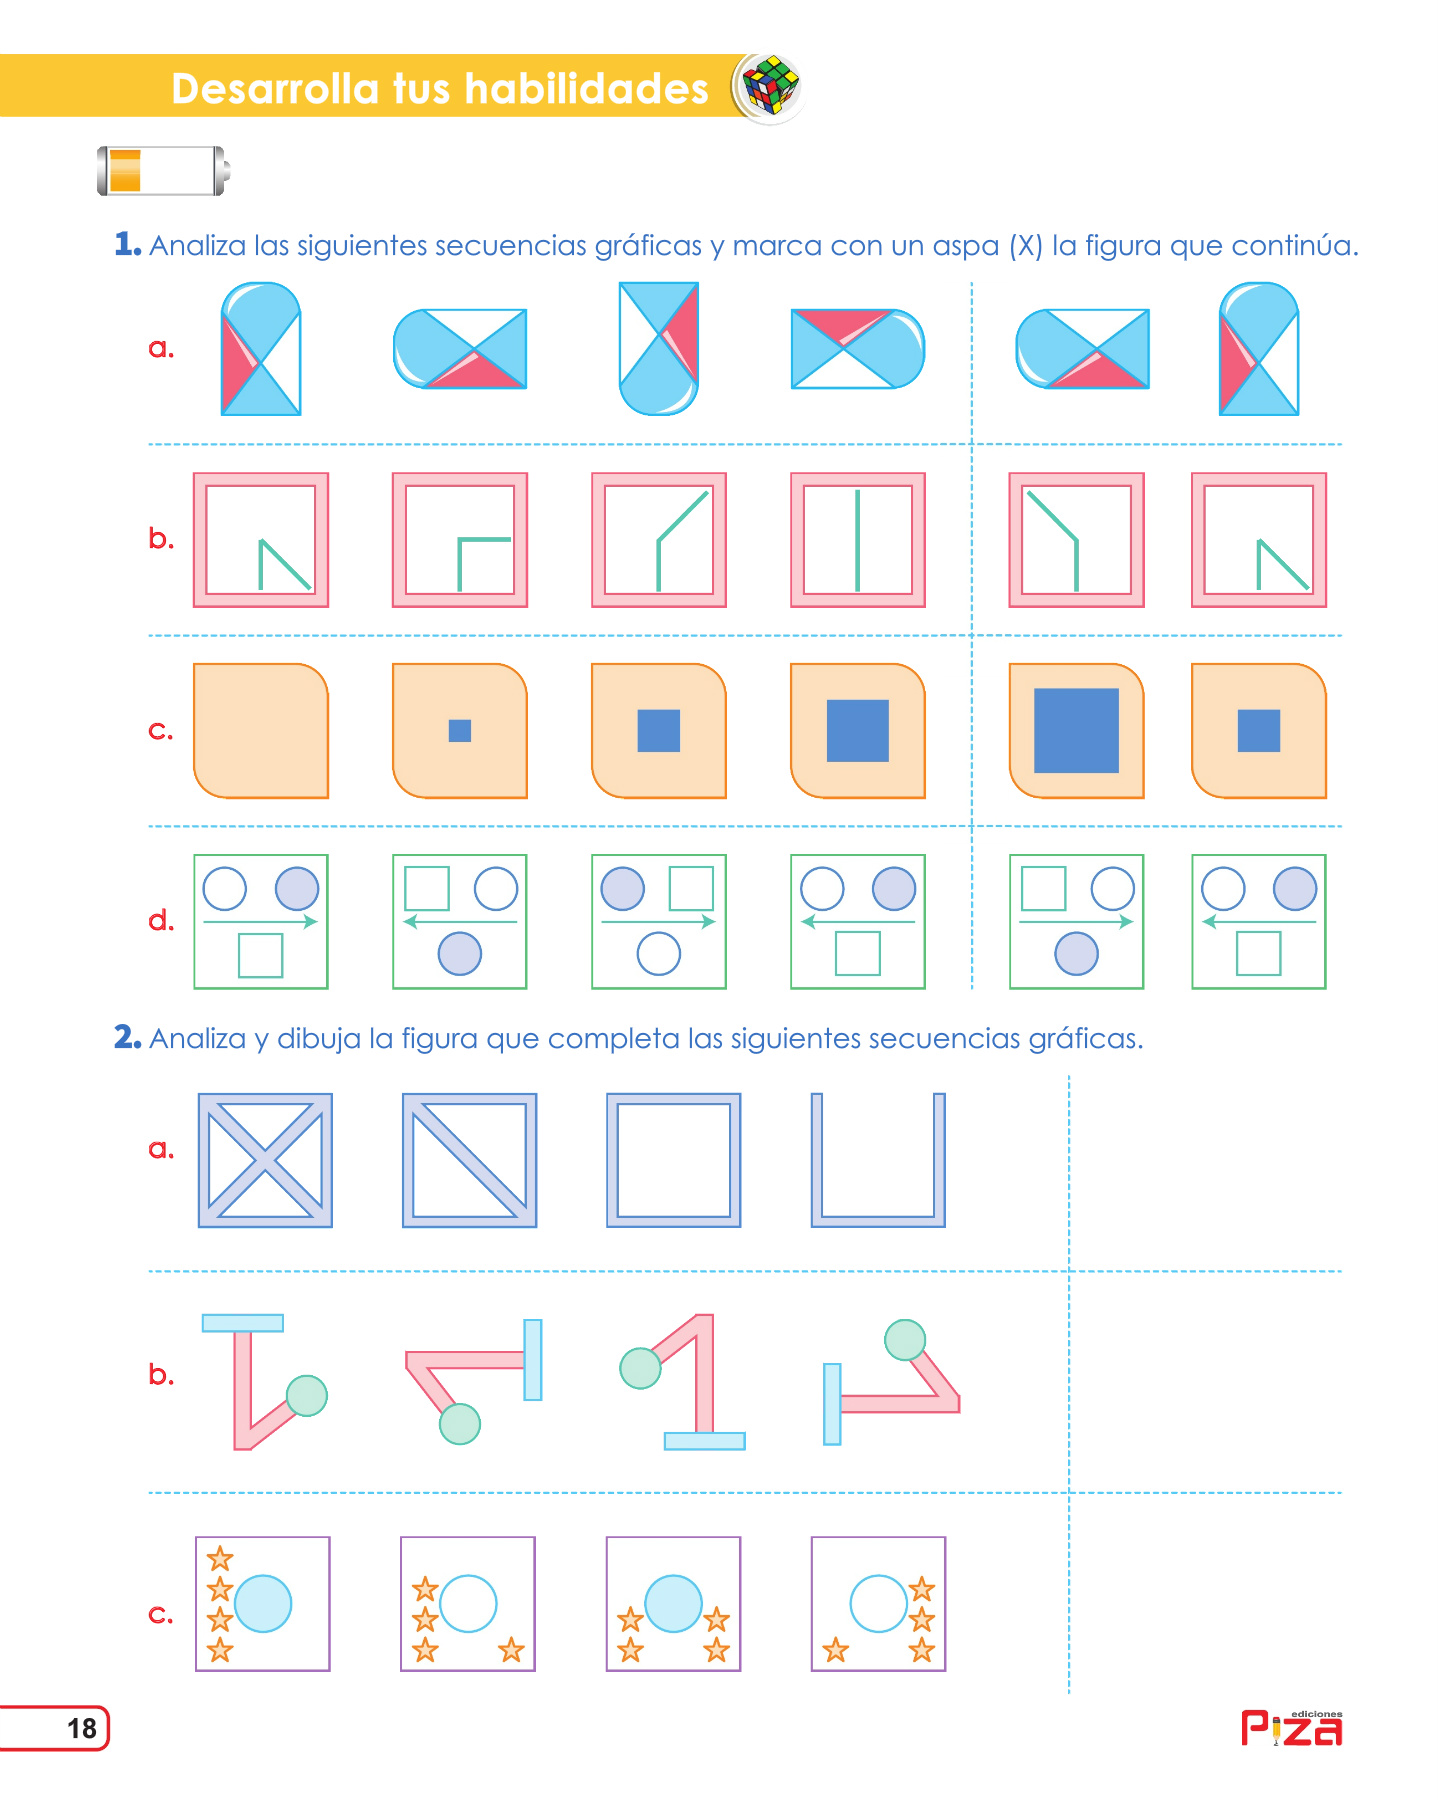 Desarrolla tus habilidades
1. Analiza las siguientes secuencias gráficas y marca con un aspa (X) la figura que continúa.
a.
b.
c.
d.
2. Analiza y dibuja la figura que completa las siguientes secuencias gráficas.
a.
b.
c.
18
ediciones
Piza